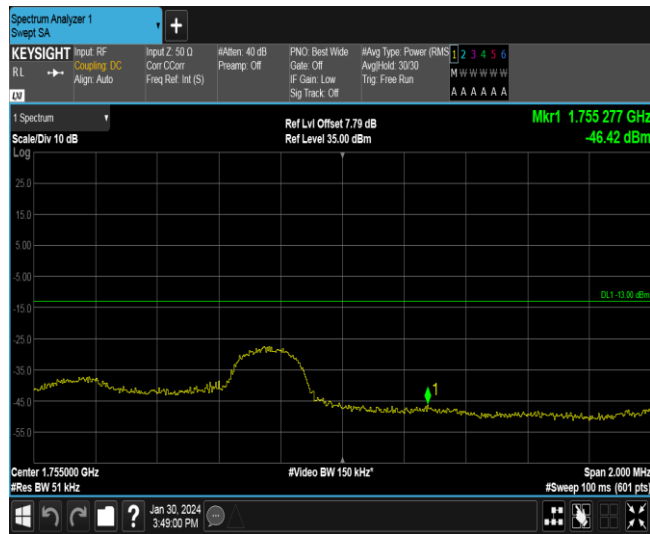 Spectrum Analyzer 1
Swept SA
+
KEYSIGHT Input: RF Input Z: 50 Ω #Atten: 40 dB PNO: Best Wide #Avg Type: Power (RMS 1 2 3 4 5 6
RL Coupling: DC Corr CCorr Preamp: Off Gate: Off Avg|Hold: 30/30 M W W W W W
Align: Auto Freq Ref: Int (S) IF Gain: Low Trig: Free Run
LXI Sig Track: Off A A A A A A
1 Spectrum Ref Lvl Offset 7.79 dB Mkr1 1.755 277 GHz
Scale/Div 10 dB Ref Level 35.00 dBm -46.42 dBm
Log
25.0
15.0
5.00
-5.00
DL1 -13.00 dBm
-15.0
-25.0
-35.0
1
-45.0
-55.0
Center 1.755000 GHz #Video BW 150 kHz* Span 2.000 MHz
#Res BW 51 kHz #Sweep 100 ms (601 pts)
? Jan 30, 2024
3:49:00 PM